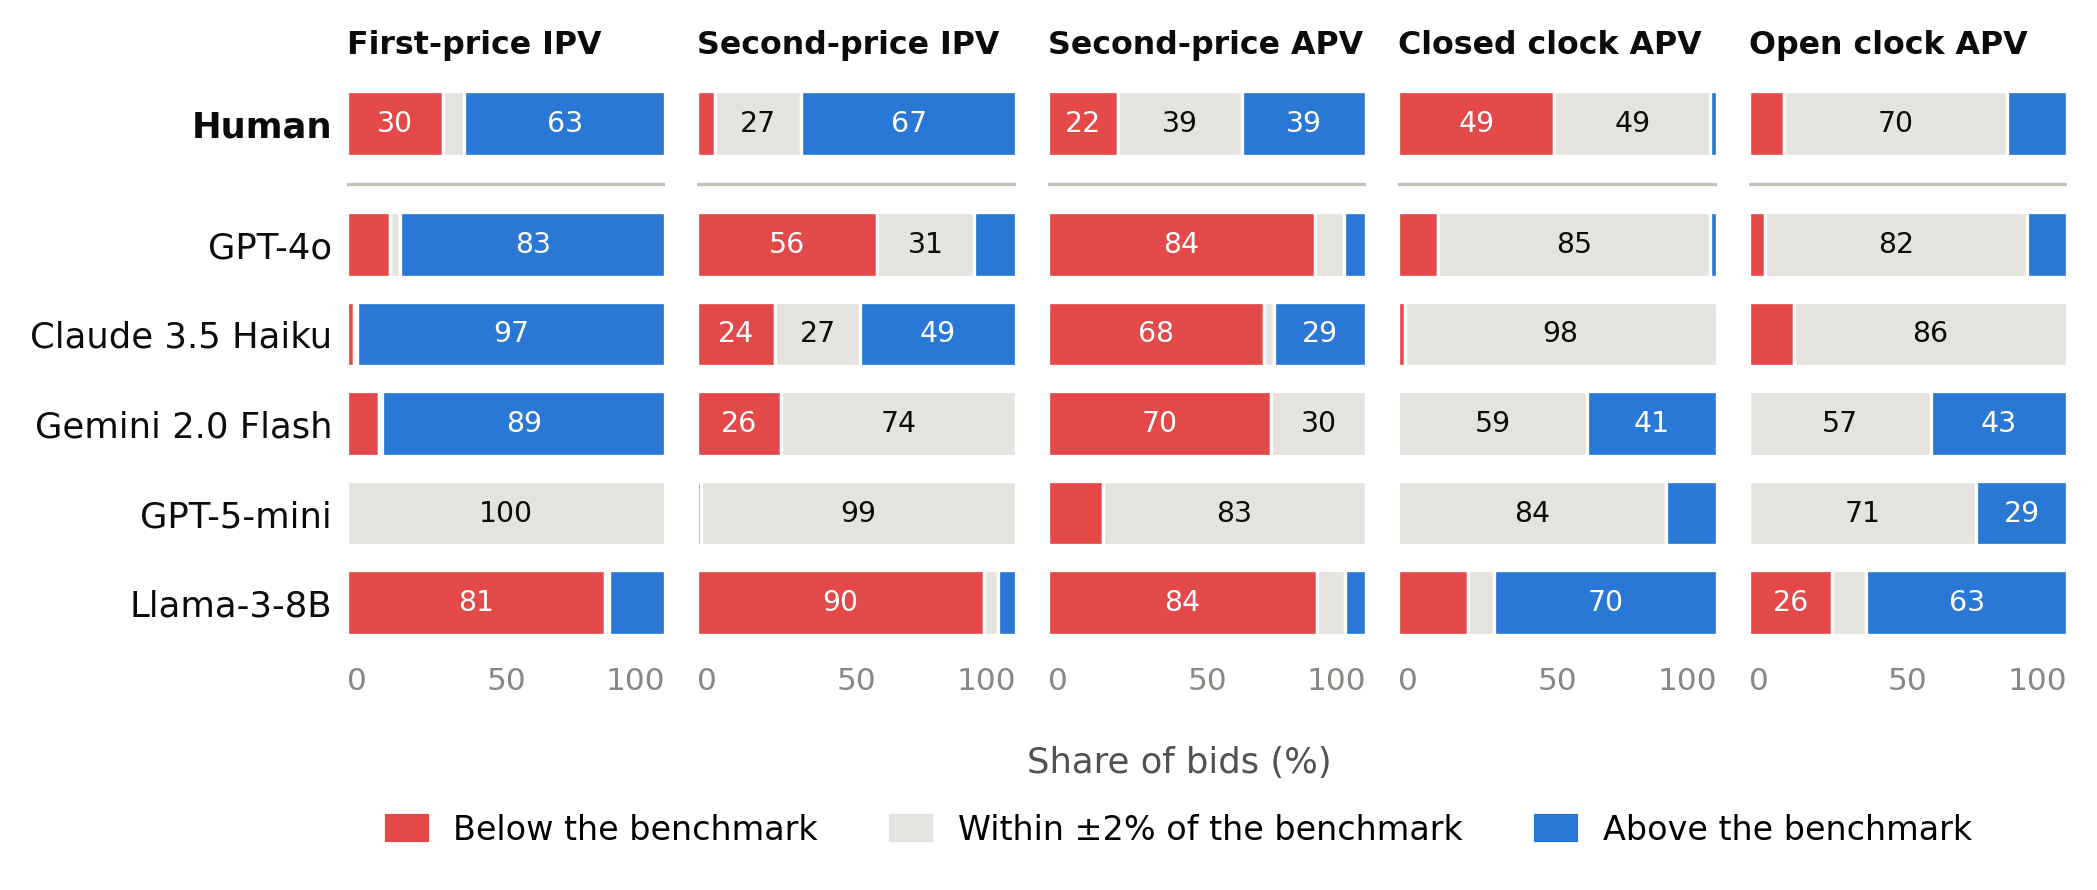 First-price IPV Second-price IPV Second-price APV Closed clock APV Open clock APV
Human 30 63 27 67 22 39 39 49 49 70
GPT-4o 83 56 31 84 85 82
Claude 3.5 Haiku 97 24 27 49 68 29 98 86
Gemini 2.0 Flash 89 26 74 70 30 59 41 57 43
GPT-5-mini 100 99 83 84 71 29
Llama-3-8B 81 90 84 70 26 63
0 50 100 0 50 100 0 50 100 0 50 100 0 50 100
Share of bids (%)
Below the benchmark Within ±2% of the benchmark Above the benchmark